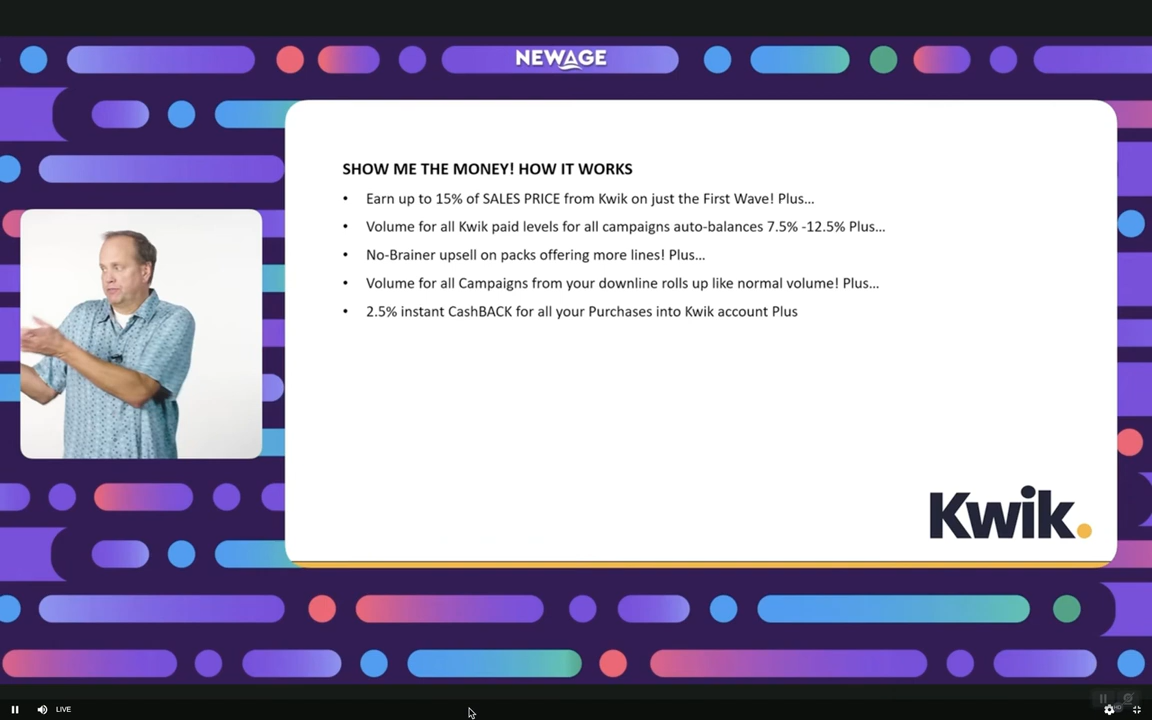 NEWAGE
SHOW ME THE MONEY! HOW IT WORKS
• Earn up to 15% of SALES PRICE from Kwik on just the First Wave! Plus...
• Volume for all Kwik paid levels for all campaigns auto-balances 7.5% -12.5% Plus...
• No-Brainer upsell on packs offering more lines! Plus...
• Volume for all Campaigns from your downline rolls up like normal volume! Plus...
• 2.5% instant CashBACK for all your Purchases into Kwik account Plus
Kwik.
LIVE